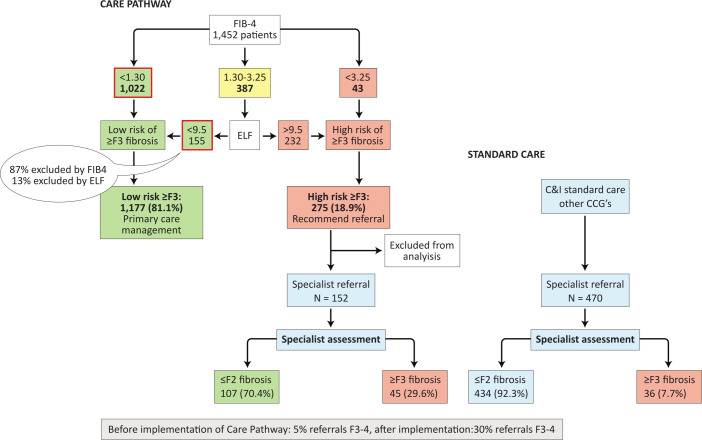 CARE PATHWAY
FIB-4
1,452 patients
<1.30
1,022
1.30-3.25
387
<3.25
43
Low risk of
≥F3 fibrosis
<9.5
155
ELF
>9.5
232
High risk of
≥F3 fibrosis
87% excluded by FIB4
13% excluded by ELF
Low risk ≥F3:
1,177 (81.1%)
Primary care
management
High risk ≥F3:
275 (18.9%)
Recommend referral
Excluded from
analyisis
Specialist referral
N = 152
Specialist assessment
≤F2 fibrosis
107 (70.4%)
≥F3 fibrosis
45 (29.6%)
STANDARD CARE
C&I standard care
other CCG's
Specialist referral
N = 470
Specialist assessment
≤F2 fibrosis
434 (92.3%)
≥F3 fibrosis
36 (7.7%)
Before implementation of Care Pathway: 5% referrals F3-4, after implementation:30% referrals F3-4